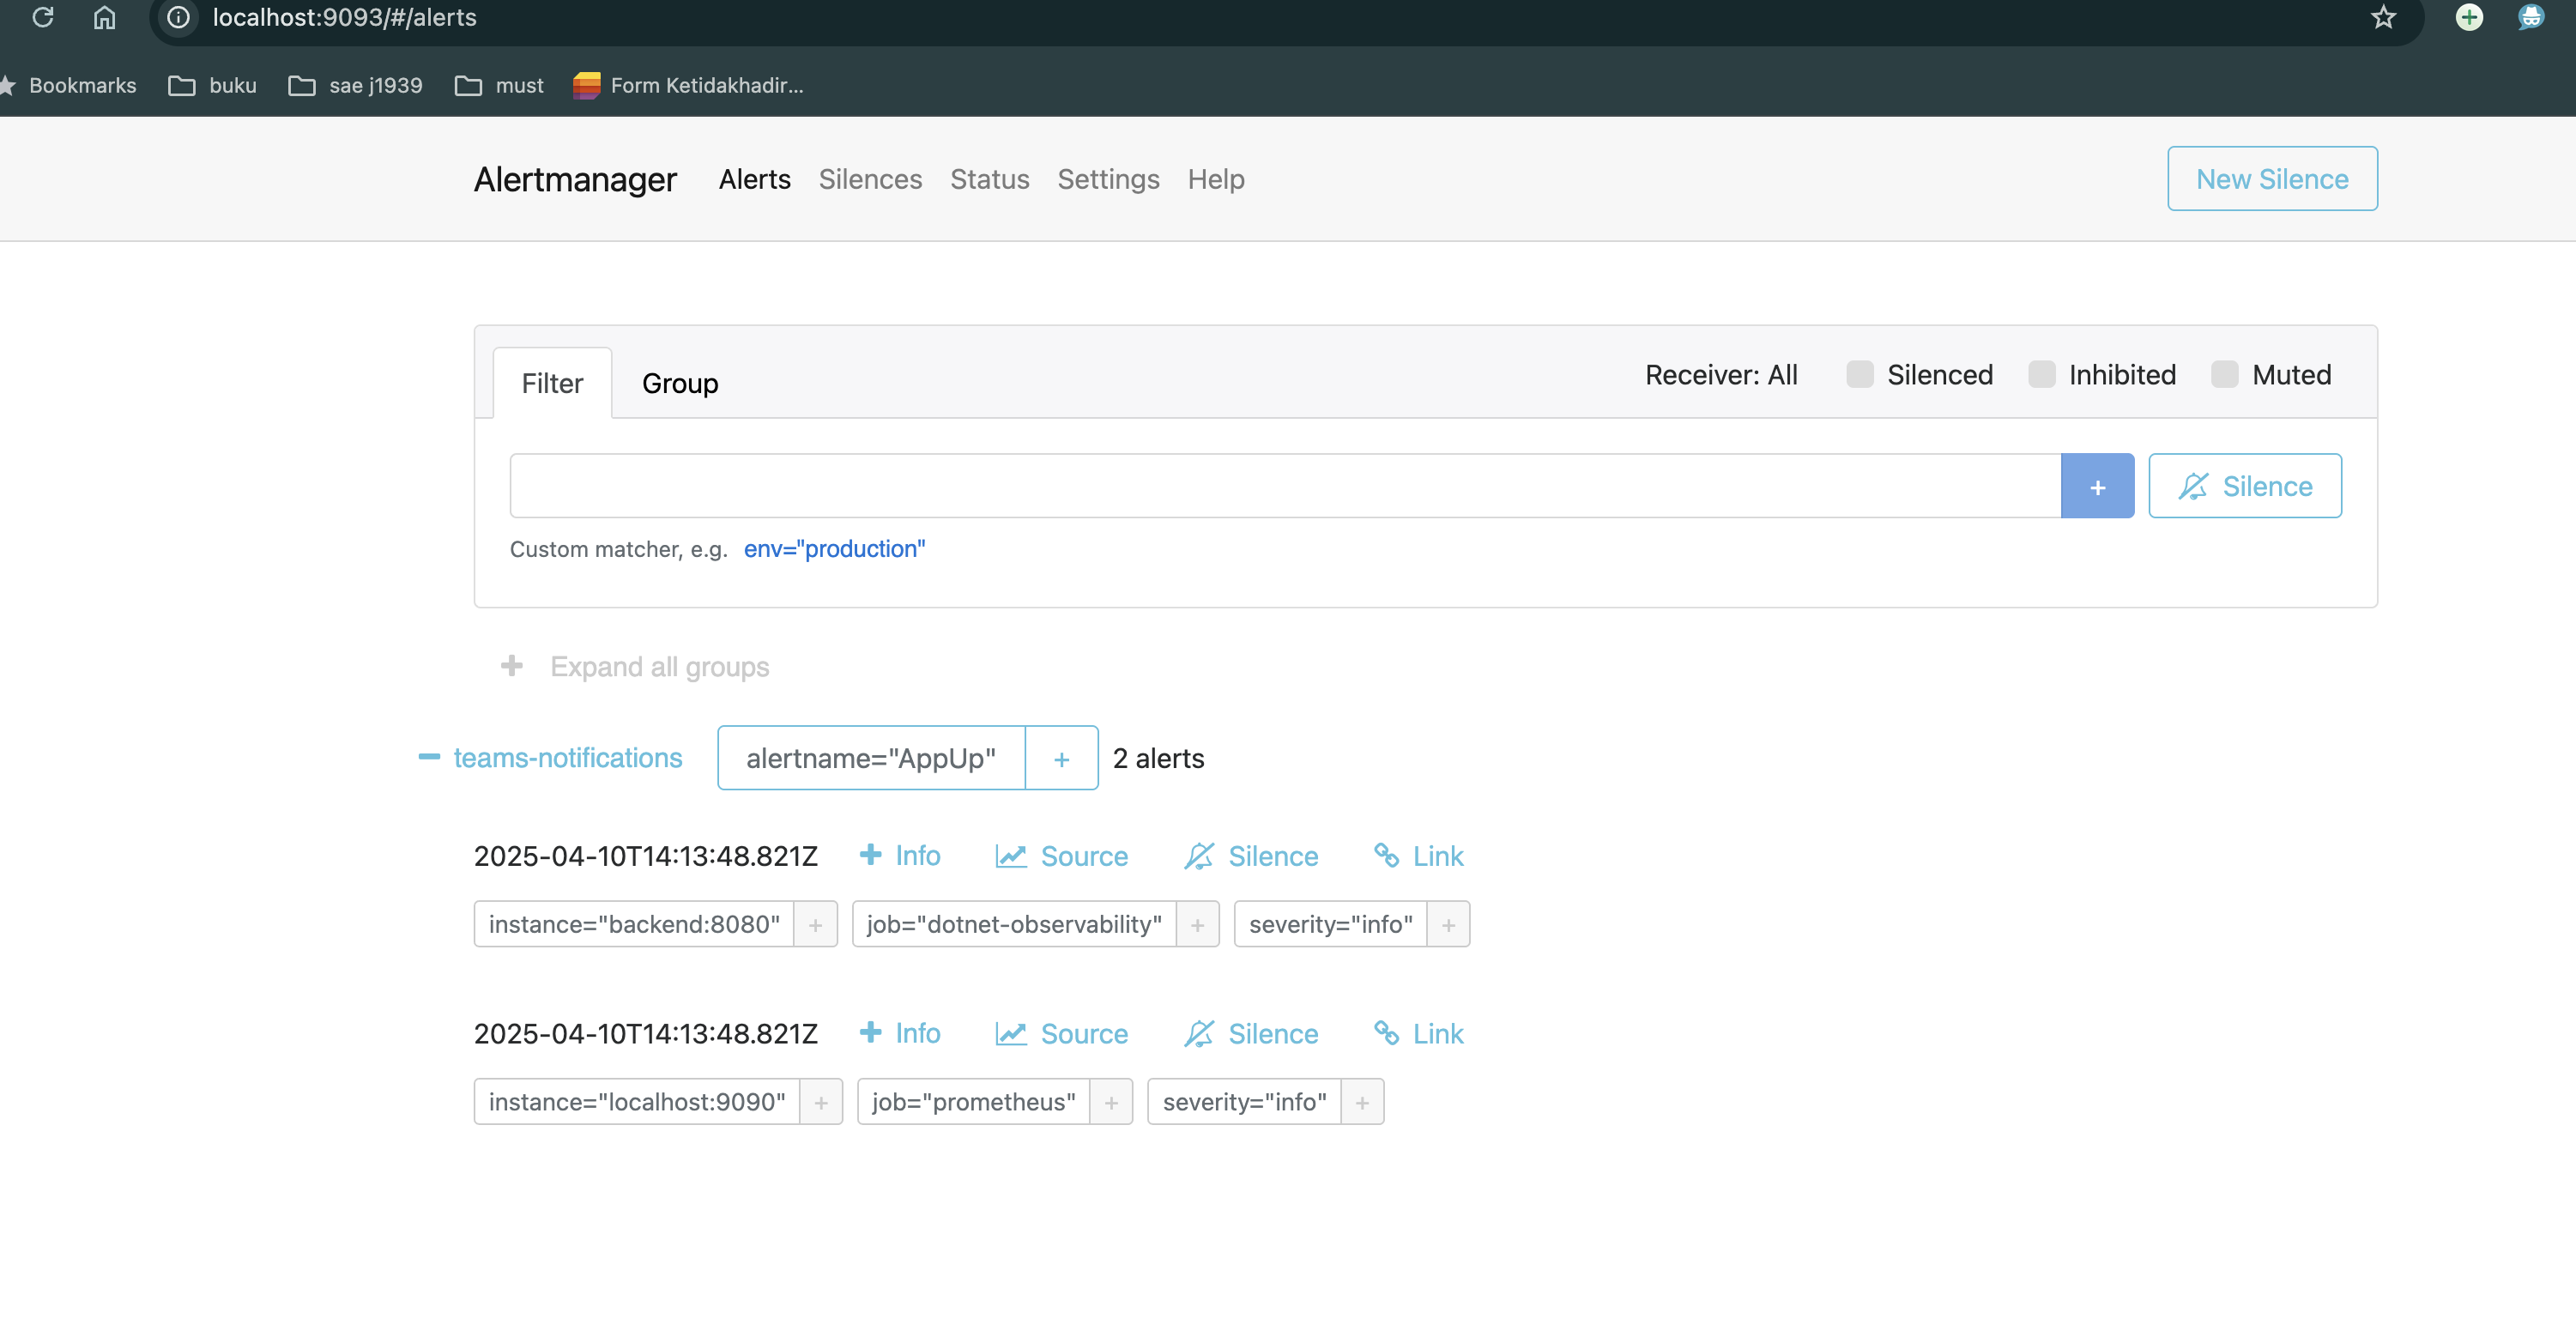 localhost:9093/#/alerts
Bookmarks buku sae j1939 must Form Ketidakhadir...
Alertmanager Alerts Silences Status Settings Help New Silence
Filter Group Receiver: All Silenced Inhibited Muted
+ Silence
Custom matcher, e.g. env="production"
+ Expand all groups
teams-notifications alertname="AppUp" + 2 alerts
2025-04-10T14:13:48.821Z + Info Source Silence Link
instance="backend:8080" + job="dotnet-observability" + severity="info" +
2025-04-10T14:13:48.821Z + Info Source Silence Link
instance="localhost:9090" + job="prometheus" + severity="info" +